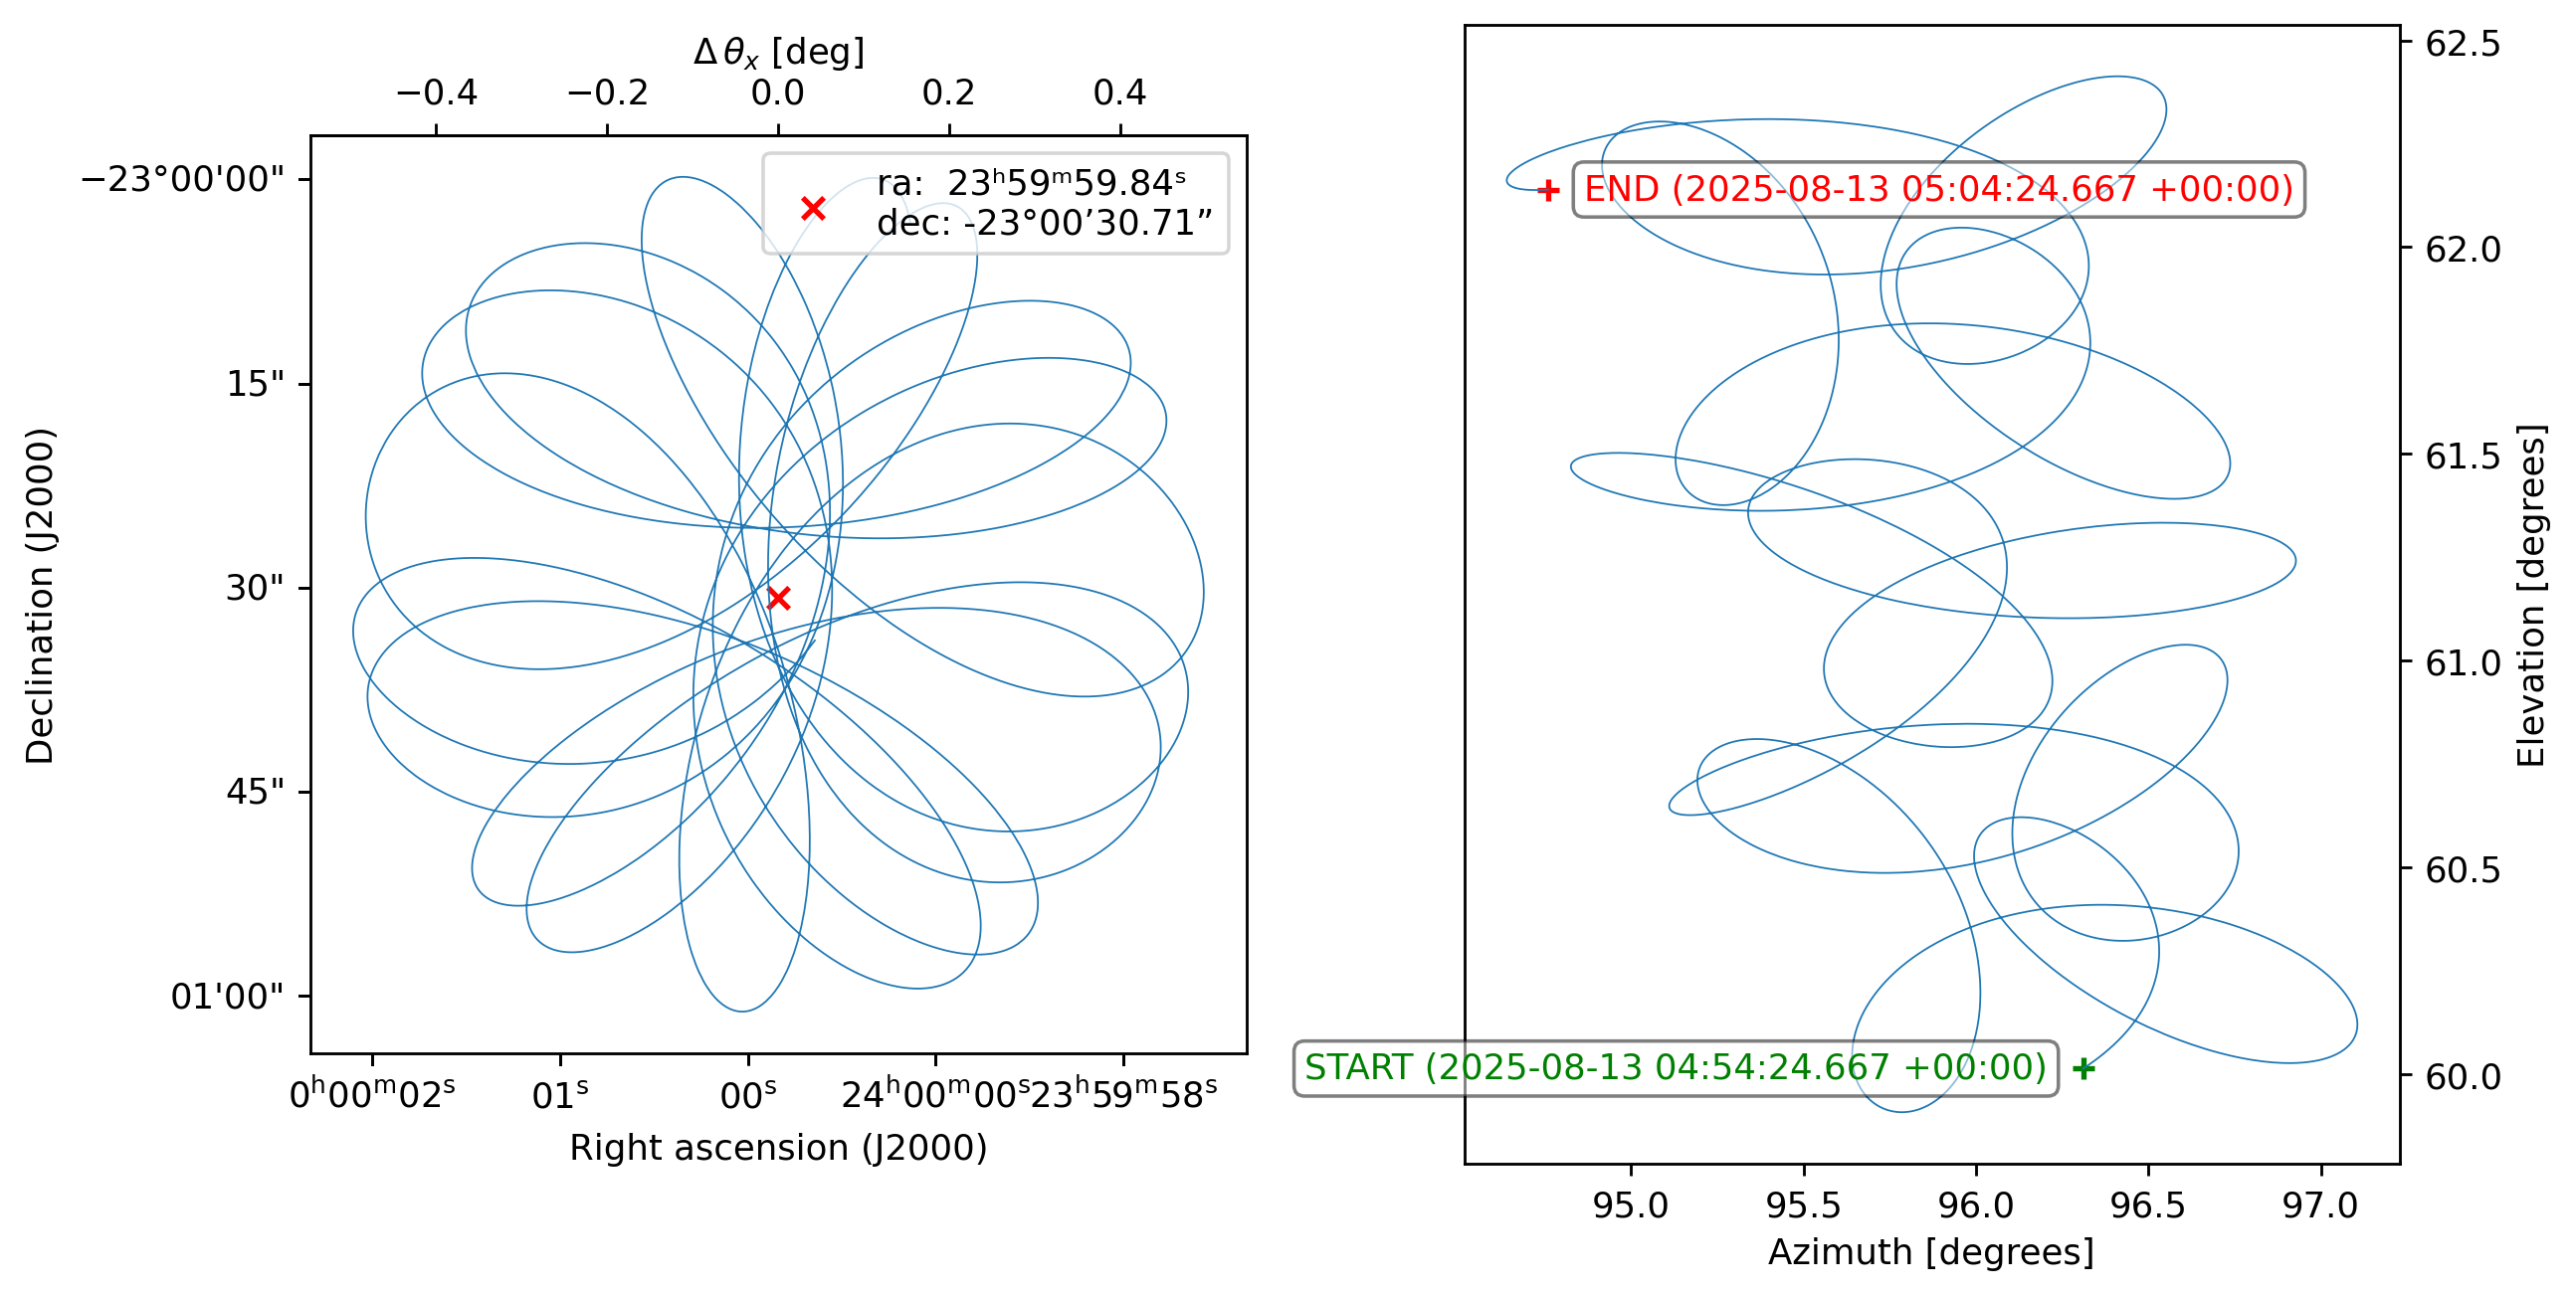 Δ θx [deg]
−0.4 −0.2 0.0 0.2 0.4
ra: 23ʰ59ᵐ59.84ˢ
dec: -23°00’30.71”
−23°00'00"
15"
30"
45"
01'00"
Declination (J2000)
0ʰ00ᵐ02ˢ 01ˢ 00ˢ 24ʰ00ᵐ00ˢ 23ʰ59ᵐ58ˢ
Right ascension (J2000)
END (2025-08-13 05:04:24.667 +00:00)
START (2025-08-13 04:54:24.667 +00:00)
62.5
62.0
61.5
61.0
60.5
60.0
Elevation [degrees]
95.0 95.5 96.0 96.5 97.0
Azimuth [degrees]